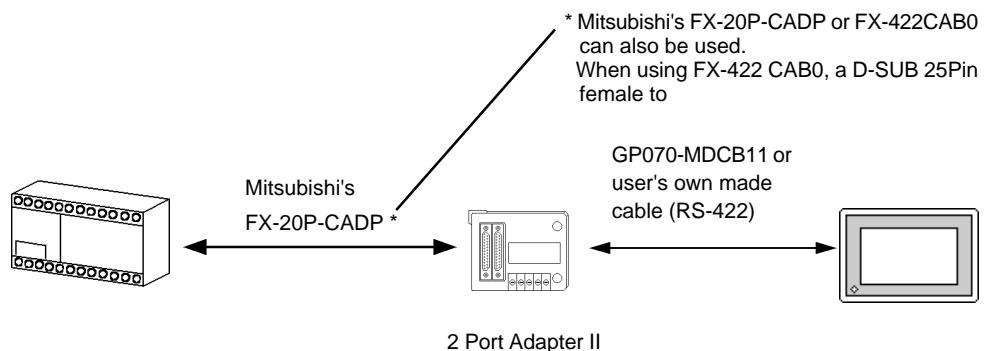 * Mitsubishi's FX-20P-CADP or FX-422CAB0
can also be used.
When using FX-422 CAB0, a D-SUB 25Pin
female to
GP070-MDCB11 or
user's own made
cable (RS-422)
Mitsubishi's
FX-20P-CADP *
2 Port Adapter II